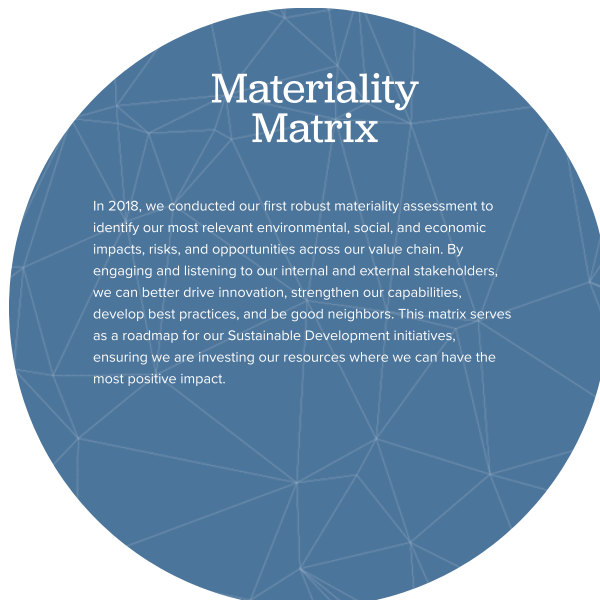 Materiality
Matrix
In 2018, we conducted our first robust materiality assessment to
identify our most relevant environmental, social, and economic
impacts, risks, and opportunities across our value chain. By
engaging and listening to our internal and external stakeholders,
we can better drive innovation, strengthen our capabilities,
develop best practices, and be good neighbors. This matrix serves
as a roadmap for our Sustainable Development initiatives,
ensuring we are investing our resources where we can have the
most positive impact.